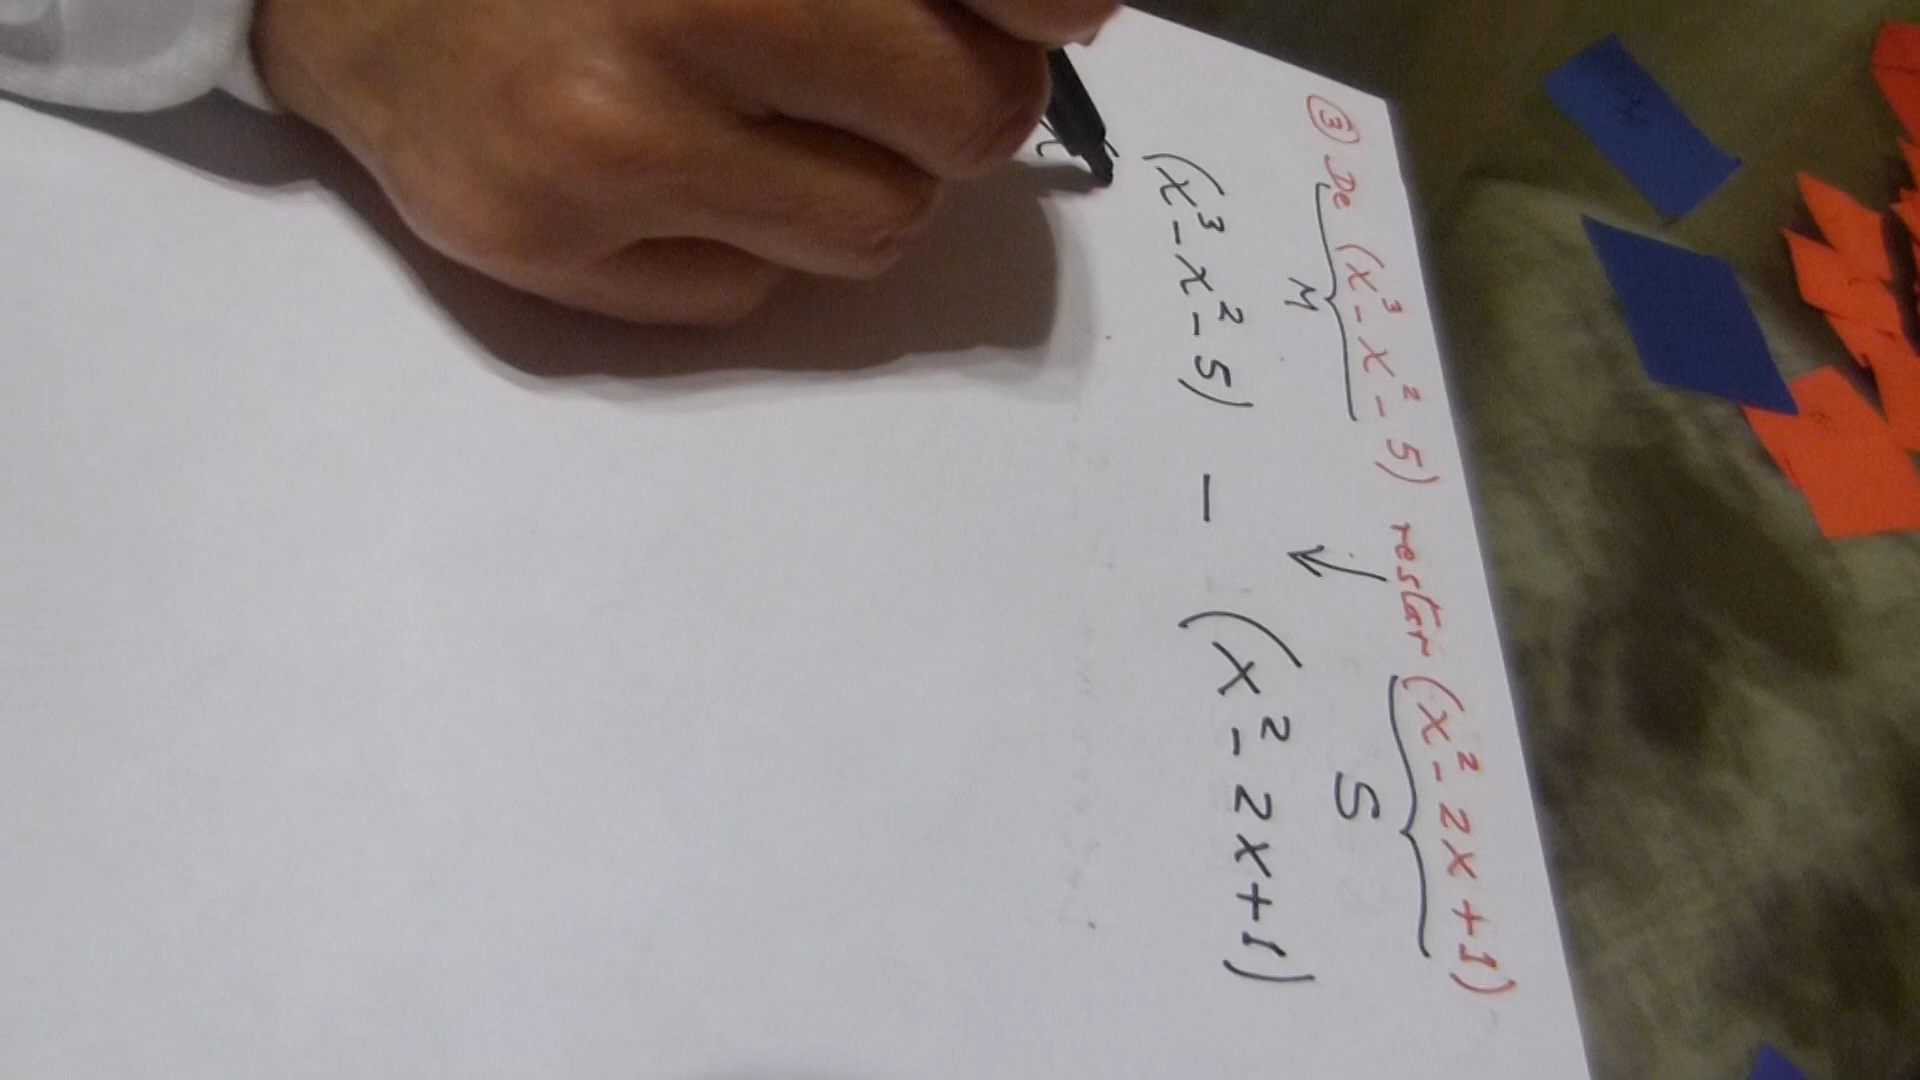 ③ De (x³ - x² - 5) restar (x² - 2x + 1)
M S
(x³ - x² - 5) - (x² - 2x + 1)
x